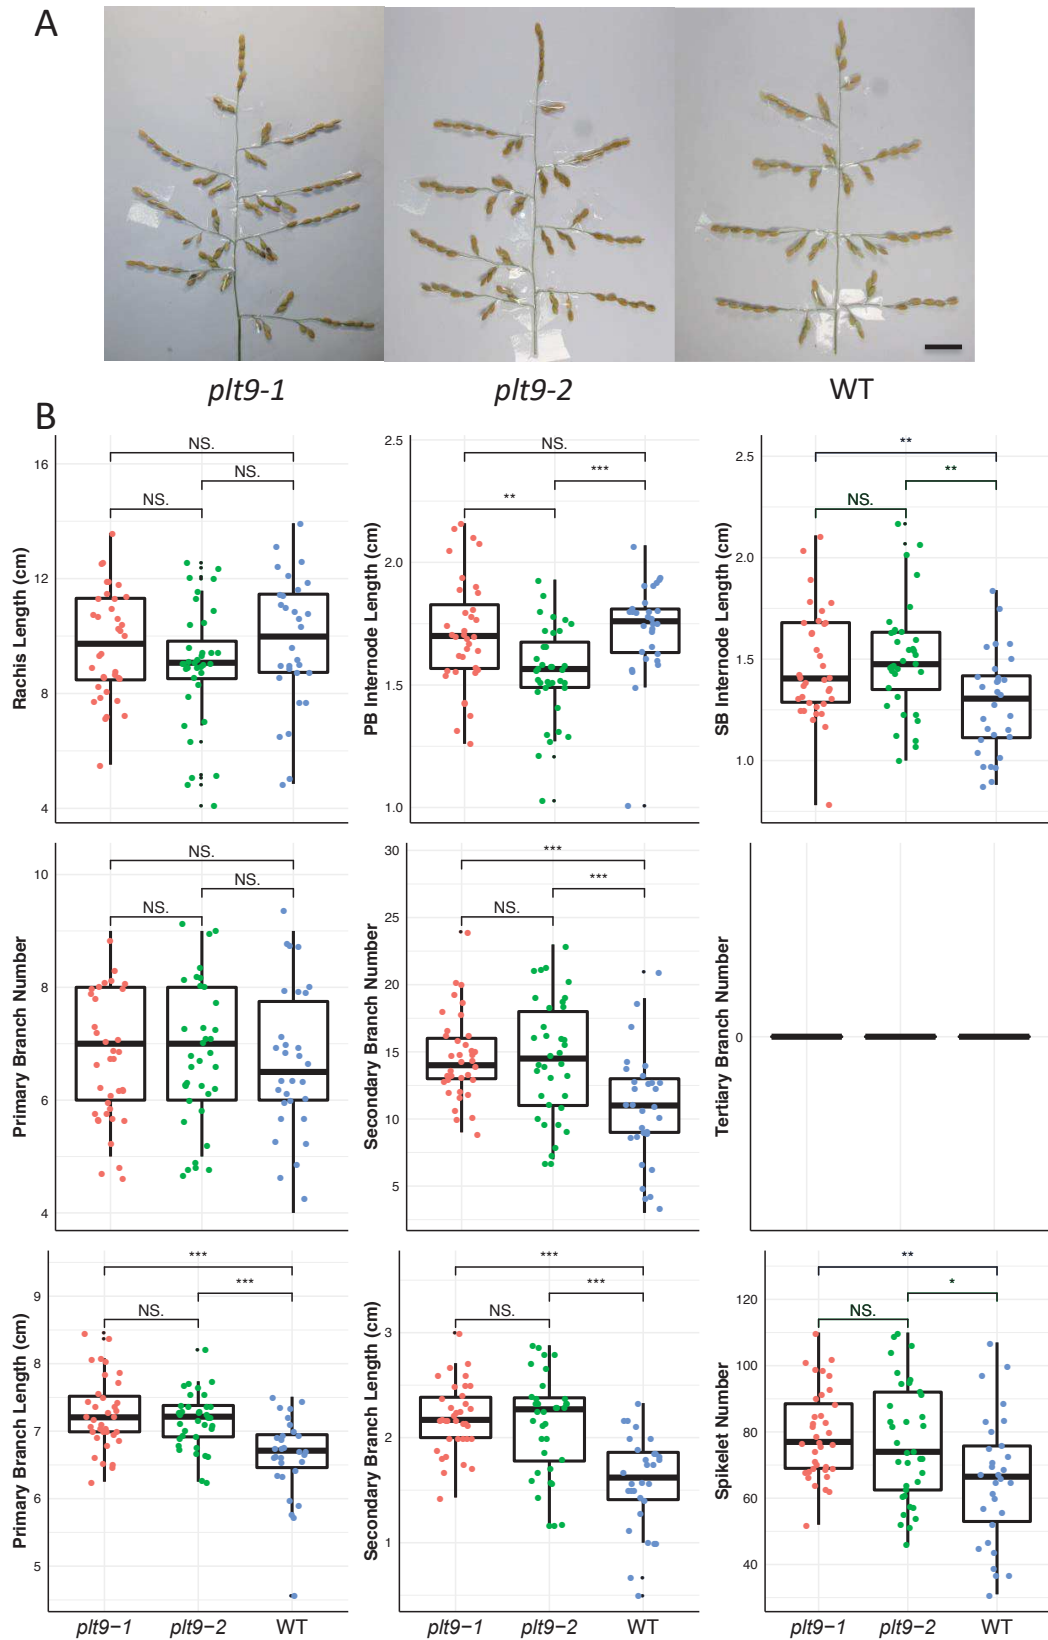 A
plt9-1
plt9-2
WT
B
Rachis Length (cm)
16
12
8
4
NS.
NS.
NS.
PB Internode Length (cm)
2.5
2.0
1.5
1.0
NS.
***
**
SB Internode Length (cm)
2.5
2.0
1.5
1.0
**
**
NS.
Primary Branch Number
10
8
6
4
NS.
NS.
NS.
Secondary Branch Number
30
25
20
15
10
5
***
***
NS.
Tertiary Branch Number
0
Primary Branch Length (cm)
9
8
7
6
5
***
***
NS.
plt9−1
plt9−2
WT
Secondary Branch Length (cm)
3
2
1
***
***
NS.
plt9−1
plt9−2
WT
Spikelet Number
120
100
80
60
40
**
*
NS.
plt9−1
plt9−2
WT